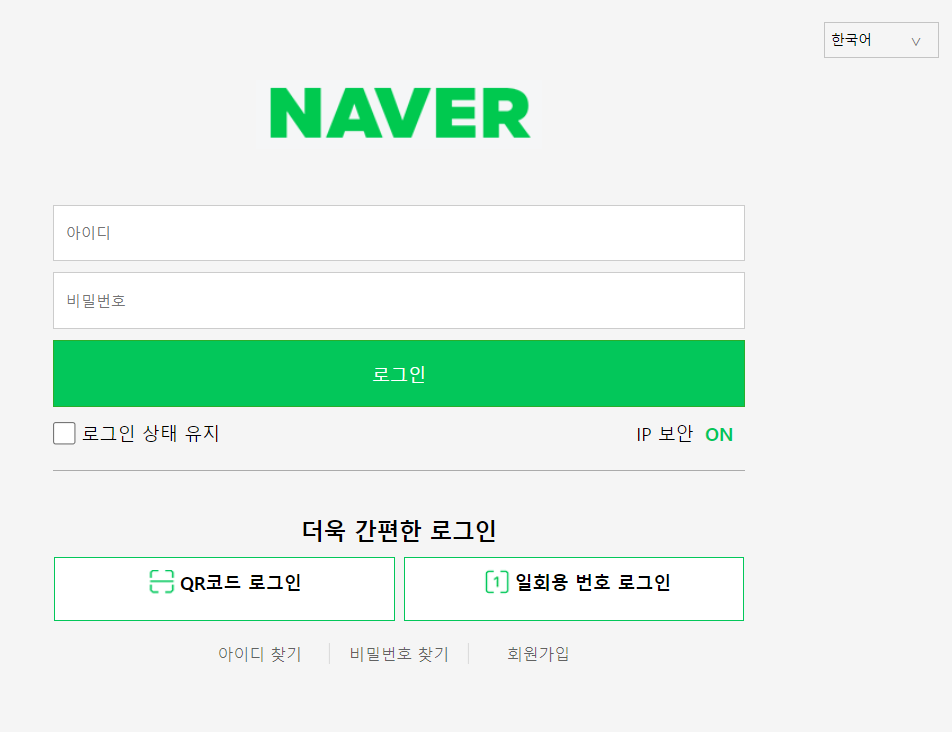 한국어
NAVER
아이디
비밀번호
로그인
로그인 상태 유지 IP 보안 ON
더욱 간편한 로그인
QR코드 로그인 1 일회용 번호 로그인
아이디 찾기 비밀번호 찾기 회원가입